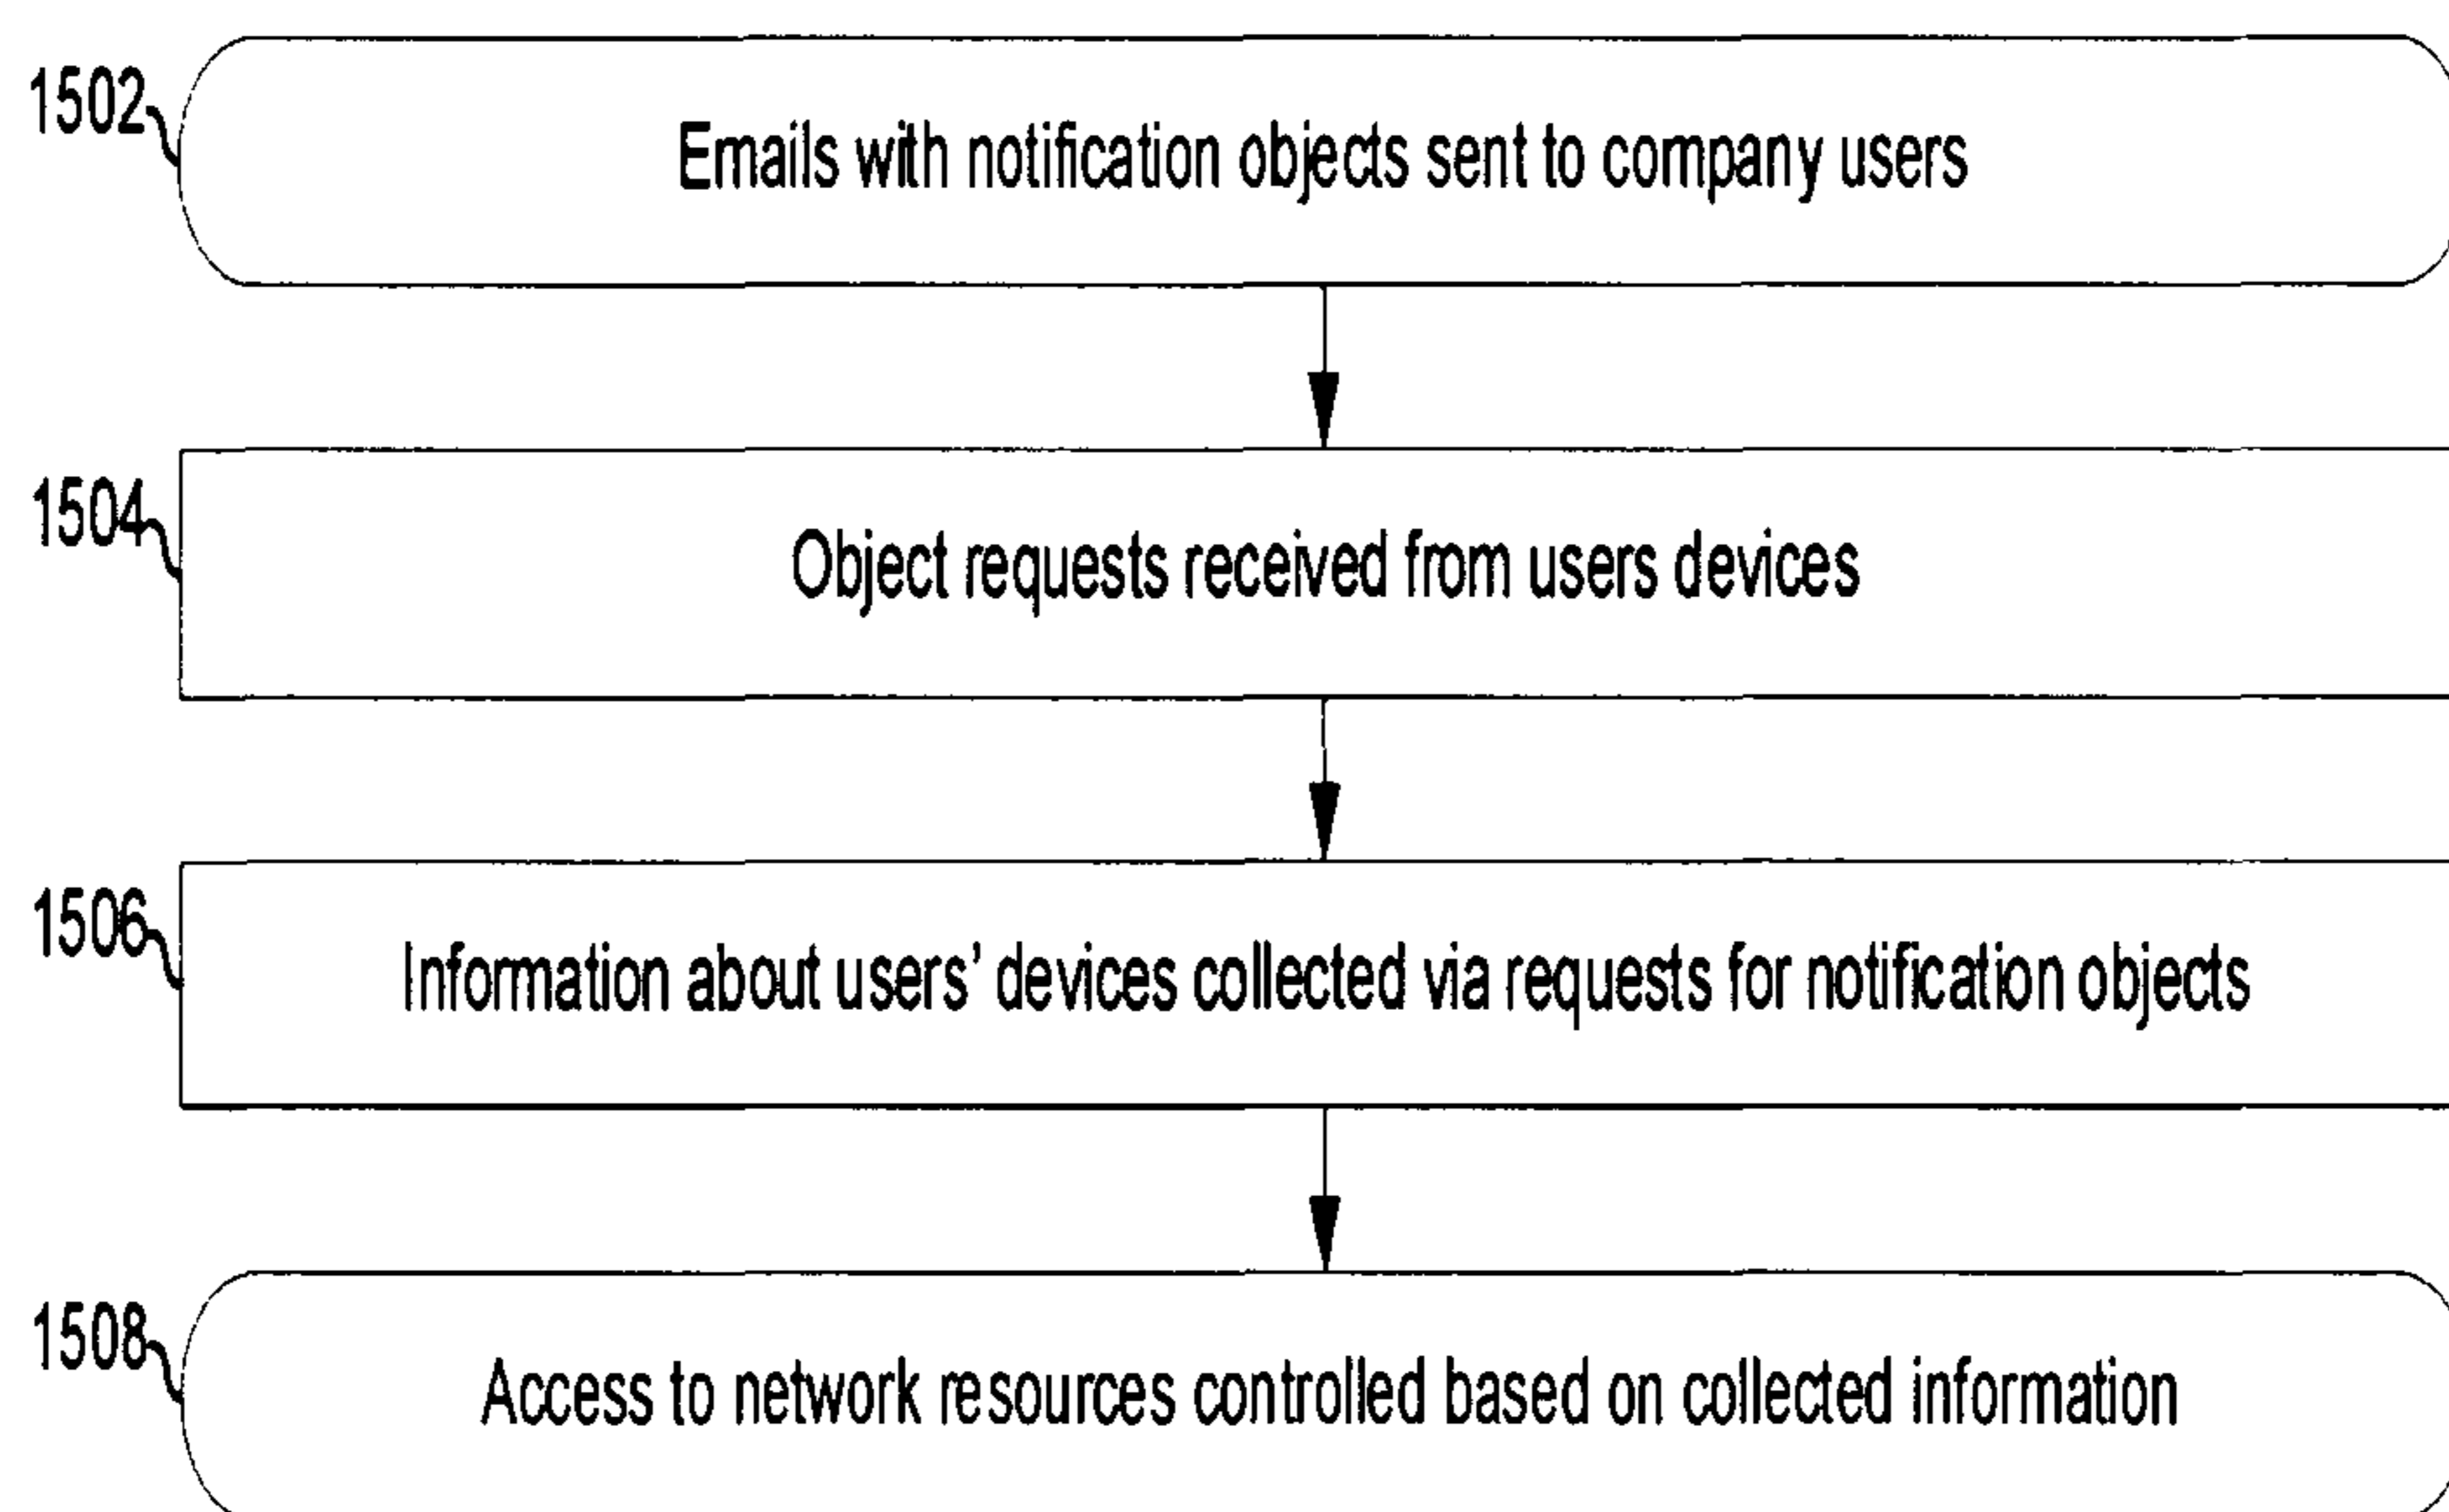 1502
Emails with notification objects sent to company users
1504
Object requests received from users devices
1506
Information about users’ devices collected via requests for notification objects
1508
Access to network resources controlled based on collected information